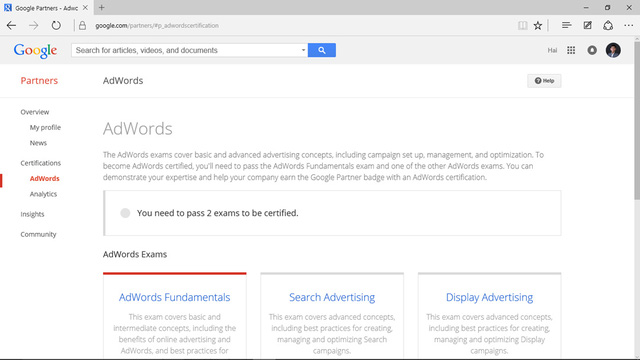 Google Partners - Adwc
google.com/partners/#p_adwordscertification
Google
Search for articles, videos, and documents
Hai
Partners
AdWords
Help
Overview
My profile
News
Certifications
AdWords
Analytics
Insights
Community
AdWords
The AdWords exams cover basic and advanced advertising concepts, including campaign set up, management, and optimization. To
become AdWords certified, you'll need to pass the AdWords Fundamentals exam and one of the other AdWords exams. You can
demonstrate your expertise and help your company earn the Google Partner badge with an AdWords certification.
You need to pass 2 exams to be certified.
AdWords Exams
AdWords Fundamentals
This exam covers basic and
intermediate concepts, including the
benefits of online advertising and
AdWords, and best practices for
Search Advertising
This exam covers advanced concepts,
including best practices for creating,
managing and optimizing Search
campaigns.
Display Advertising
This exam covers advanced concepts,
including best practices for creating,
managing and optimizing Display
campaigns.